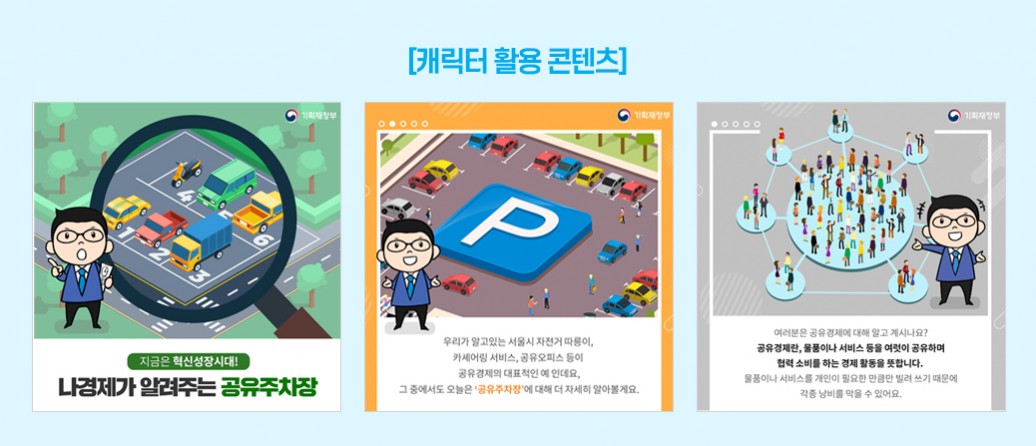 [캐릭터 활용 콘텐츠]
기획재정부
1 2 3 4 6
지금은 혁신성장시대!
나경제가 알려주는 공유주차장
기획재정부
P
우리가 알고있는 서울시 자전거 따릉이,
카셰어링 서비스, 공유오피스 등이
공유경제의 대표적인 예 인데요,
그 중에서도 오늘은 '공유주차장'에 대해 더 자세히 알아볼게요.
기획재정부
여러분은 공유경제에 대해 알고 계시나요?
공유경제란, 물품이나 서비스 등을 여럿이 공유하며
협력 소비를 하는 경제 활동을 뜻합니다.
물품이나 서비스를 개인이 필요한 만큼만 빌려 쓰기 때문에
각종 낭비를 막을 수 있어요.